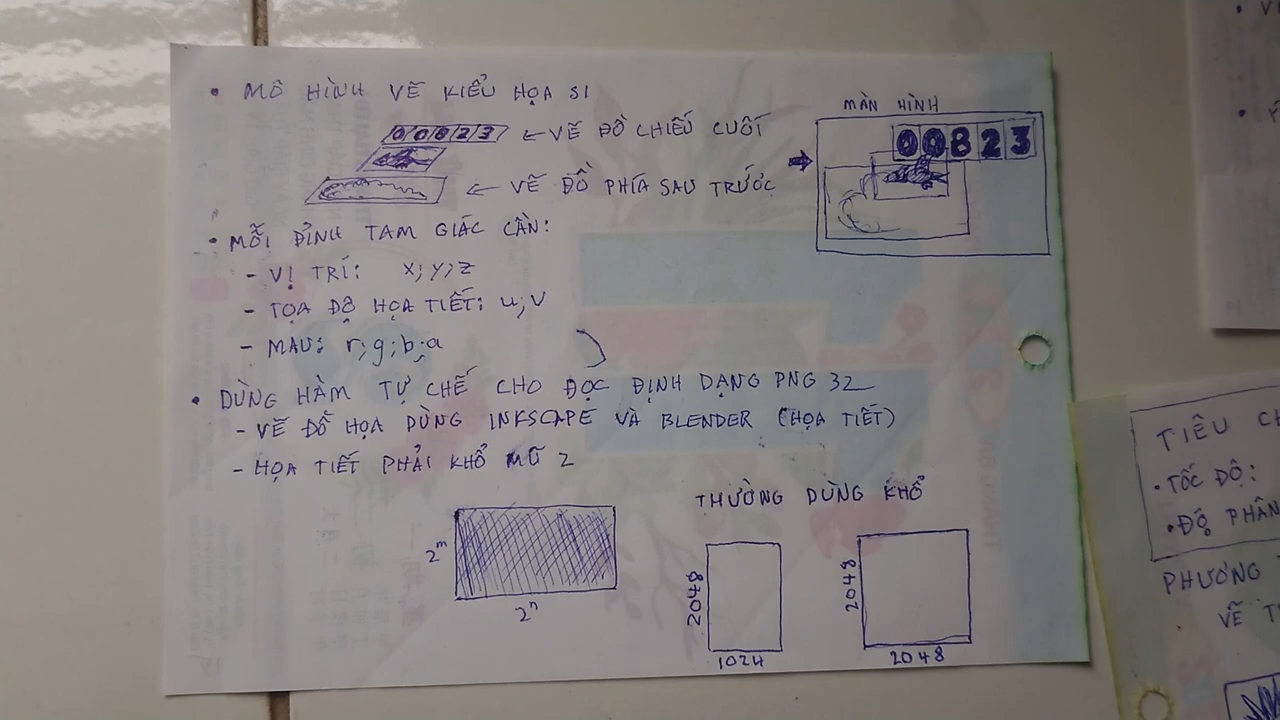 • MÔ HÌNH VẼ KIỂU HỌA SI
MÀN HÌNH
00823 ← VẼ ĐỒ CHIẾU CUỐI
00823
← VẼ ĐỒ PHÍA SAU TRƯỚC
• MỖI ĐỈNH TAM GIÁC CẦN:
- VỊ TRÍ: x; y; z
- TỌA ĐỘ HỌA TIẾT: u; v
- MÀU: r; g; b; a
• DÙNG HÀM TỰ CHẾ CHO ĐỌC ĐỊNH DẠNG PNG 32
- VẼ ĐỒ HỌA DÙNG INKSCAPE VÀ BLENDER (HỌA TIẾT)
- HỌA TIẾT PHẢI KHỔ MŨ 2
THƯỜNG DÙNG KHỔ
2^m
2^n
2048
1024
2048
2048
TIÊU CH
• TỐC ĐỘ:
• ĐỘ PHÂN
PHƯƠNG
VẼ T